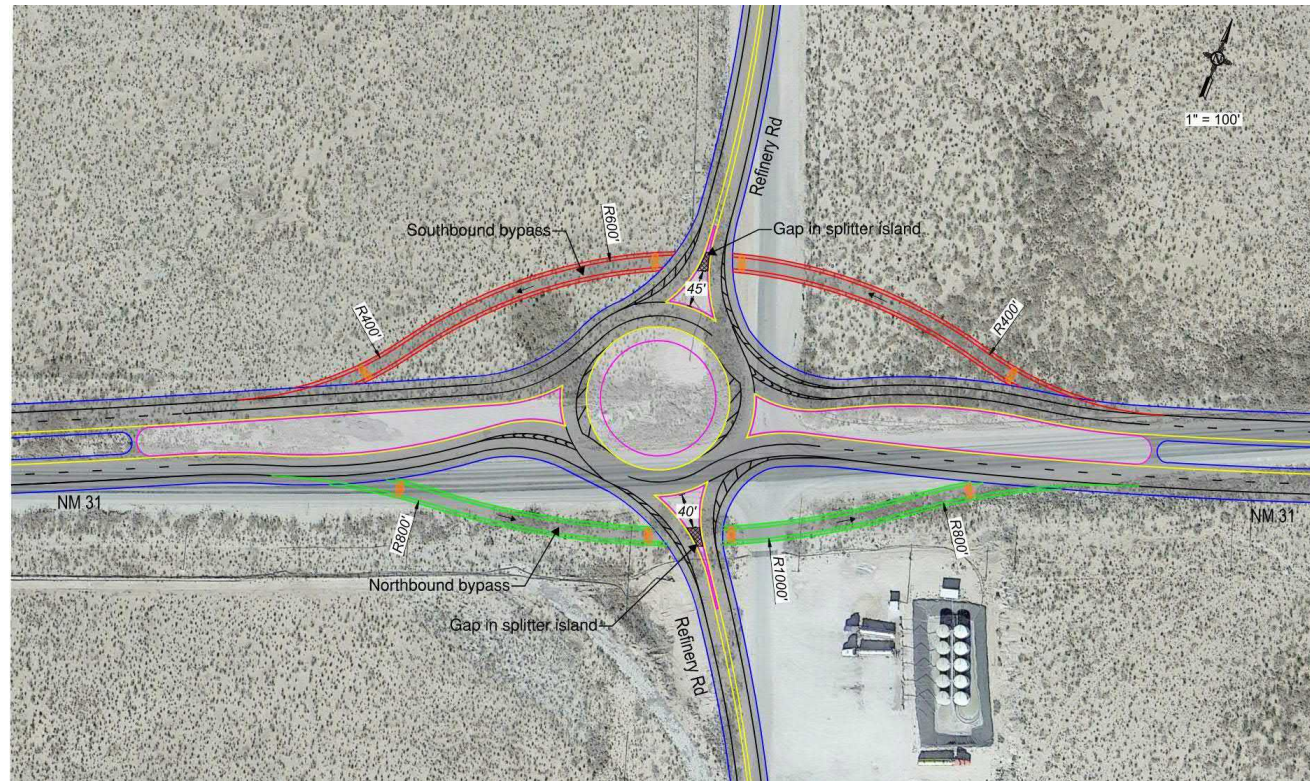 1" = 100'
Refinery Rd
R600'
Southbound bypass
Gap in splitter island
45'
R400'
R400'
NM 31
NM 31
40'
R800'
R800'
R1000'
Northbound bypass
Gap in splitter island
Refinery Rd